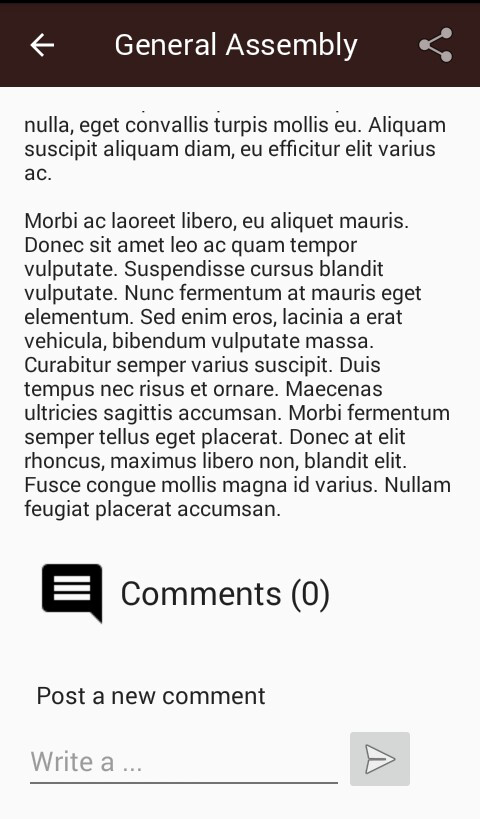 General Assembly
nulla, eget convallis turpis mollis eu. Aliquam
suscipit aliquam diam, eu efficitur elit varius
ac.
Morbi ac laoreet libero, eu aliquet mauris.
Donec sit amet leo ac quam tempor
vulputate. Suspendisse cursus blandit
vulputate. Nunc fermentum at mauris eget
elementum. Sed enim eros, lacinia a erat
vehicula, bibendum vulputate massa.
Curabitur semper varius suscipit. Duis
tempus nec risus et ornare. Maecenas
ultricies sagittis accumsan. Morbi fermentum
semper tellus eget placerat. Donec at elit
rhoncus, maximus libero non, blandit elit.
Fusce congue mollis magna id varius. Nullam
feugiat placerat accumsan.
Comments (0)
Post a new comment
Write a ...